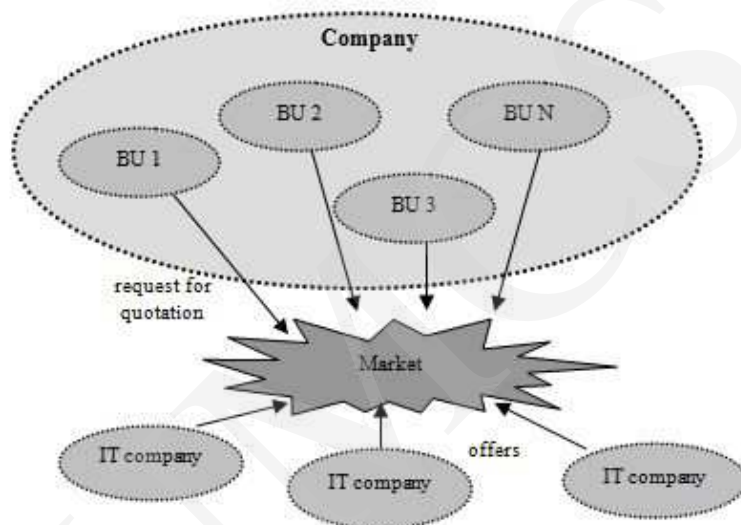 Company
BU 2
BU N
BU 1
BU 3
request for
quotation
Market
IT company
offers
IT company
IT company